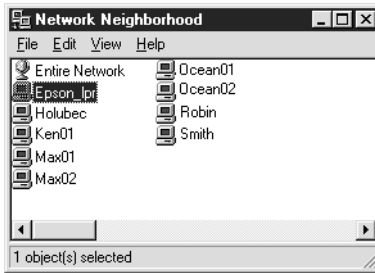 Network Neighborhood
File Edit View Help
Entire Network
Epson_lpr
Holubec
Ken01
Max01
Max02
Ocean01
Ocean02
Robin
Smith
1 object(s) selected